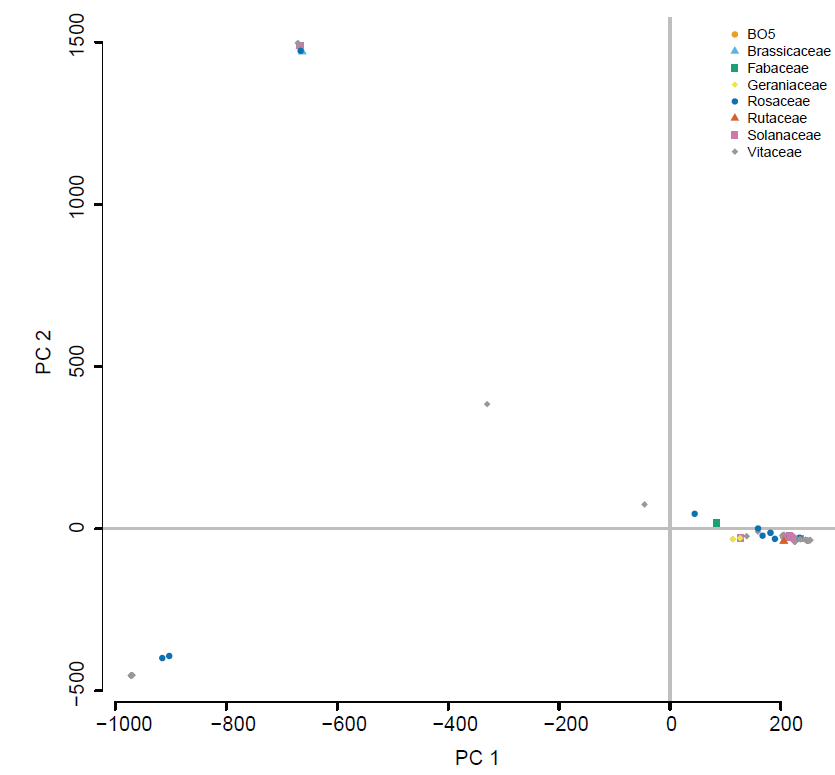 1500
1000
500
0
−500
PC 2
BO5
Brassicaceae
Fabaceae
Geraniaceae
Rosaceae
Rutaceae
Solanaceae
Vitaceae
−1000 −800 −600 −400 −200 0 200
PC 1